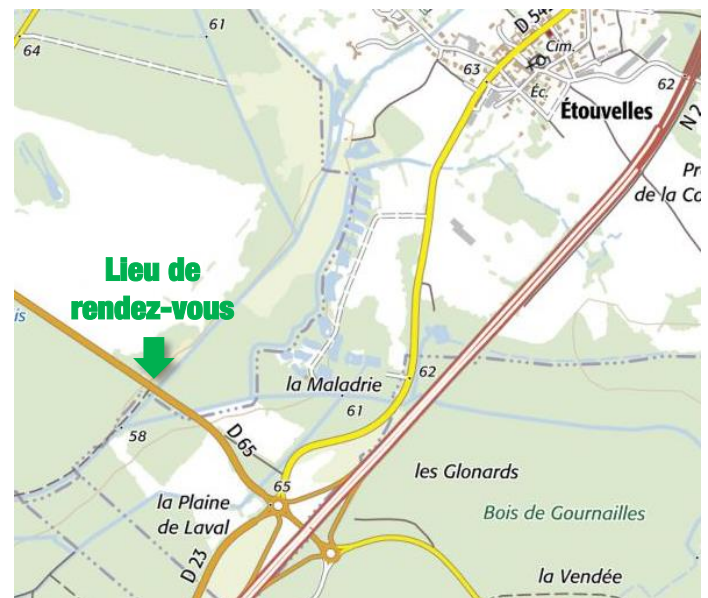 D 54
61
64
Cim.
63
Éc.
62
Étouvelles
N 2
Pr
de la Co
Lieu de
rendez-vous
is
la Maladrie
62
61
58
D 65
les Glonards
65
la Plaine
de Laval
Bois de Gournailles
D 23
la Vendée